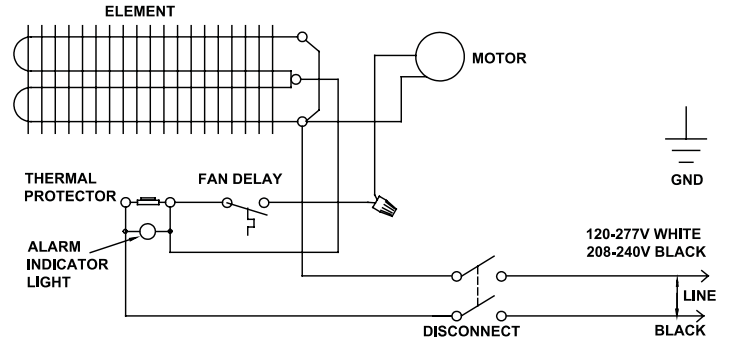 ELEMENT
MOTOR
GND
THERMAL
PROTECTOR
FAN DELAY
ALARM
INDICATOR
LIGHT
120-277V WHITE
208-240V BLACK
LINE
DISCONNECT
BLACK